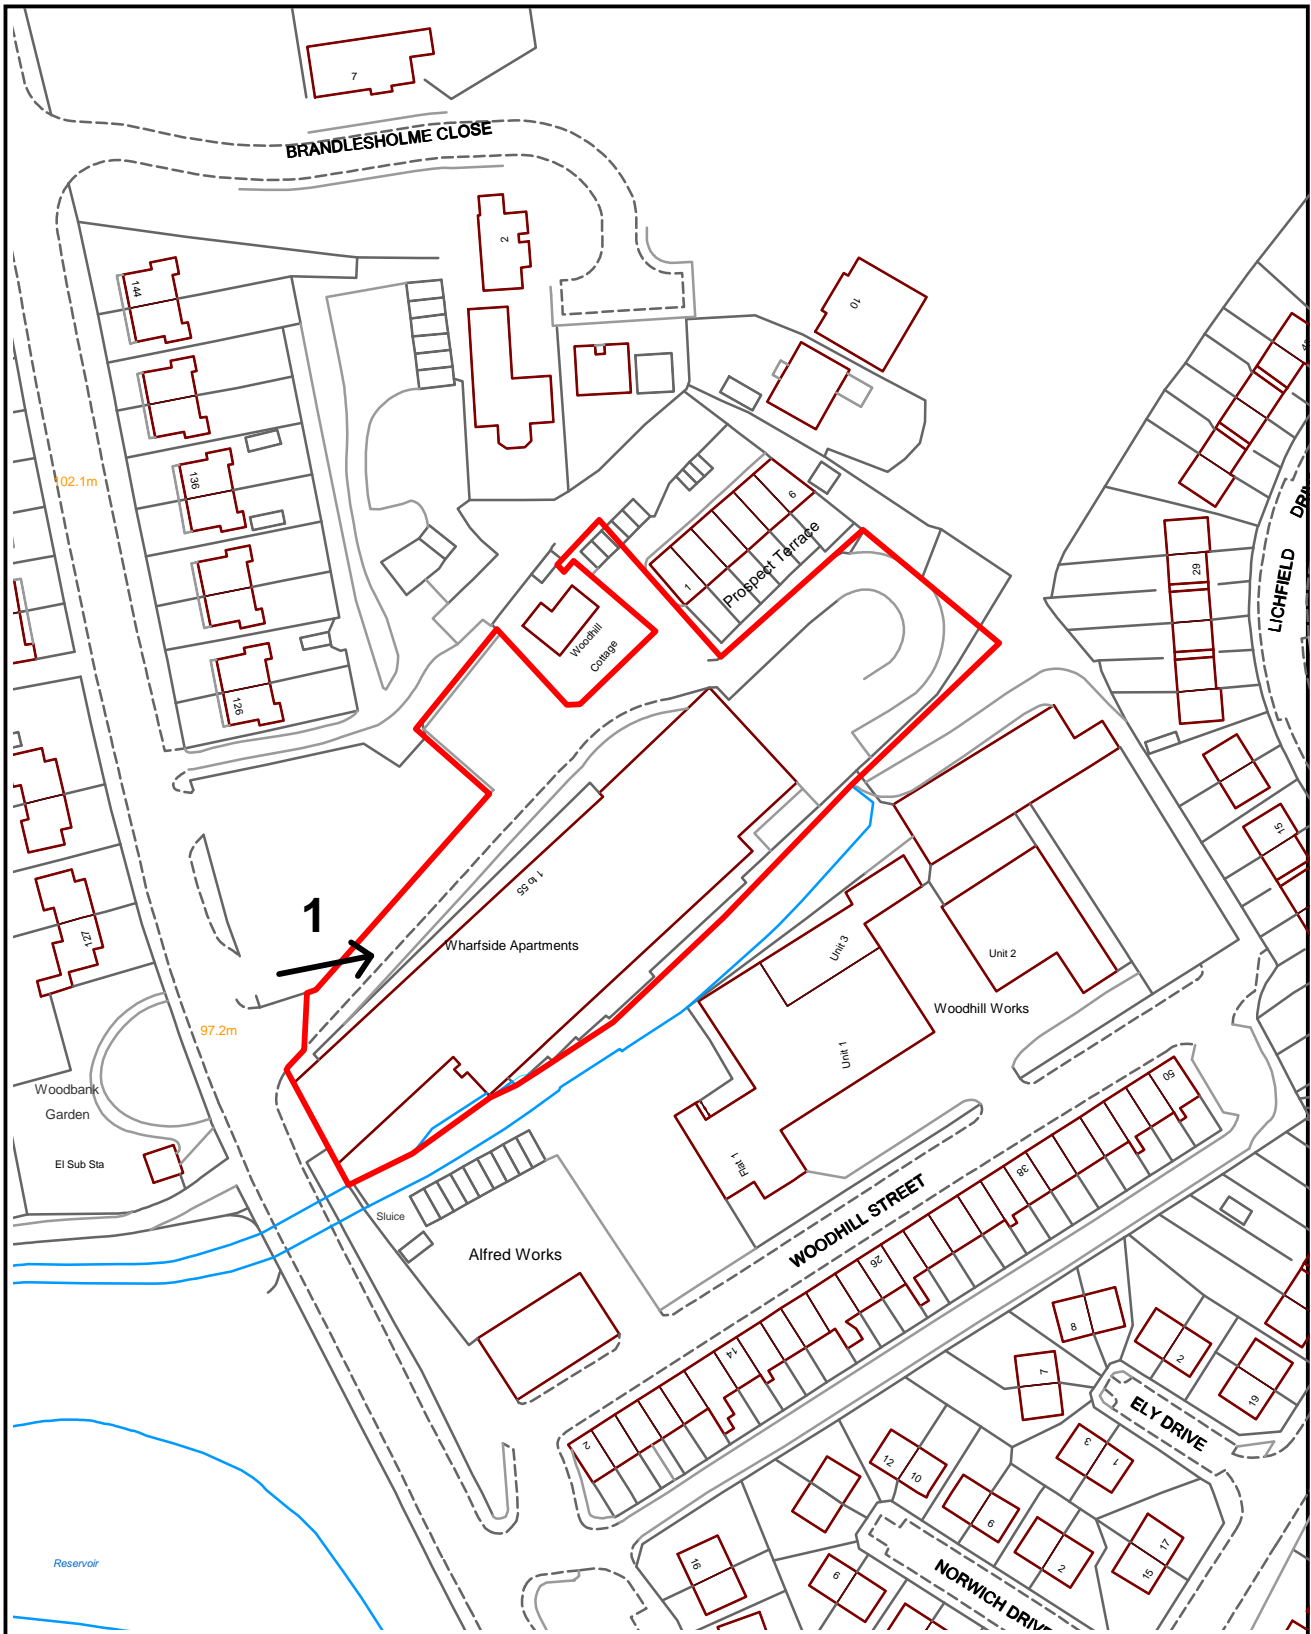 7
BRANDLESHOLME CLOSE
2
144
10
136
102.1m
6
Prospect Terrace
1
29
LICHFIELD
Woodhill
Cottage
126
15
1 to 55
1
127
Wharfside Apartments
Unit 3
Unit 2
Woodhill Works
97.2m
Unit 1
Woodbank
Garden
50
El Sub Sta
Flat 1
38
Sluice
WOODHILL STREET
Alfred Works
26
8
14
2
7
19
ELY DRIVE
2
3
1
12
10
6
17
15
2
Reservoir
16
6
NORWICH DRIVE